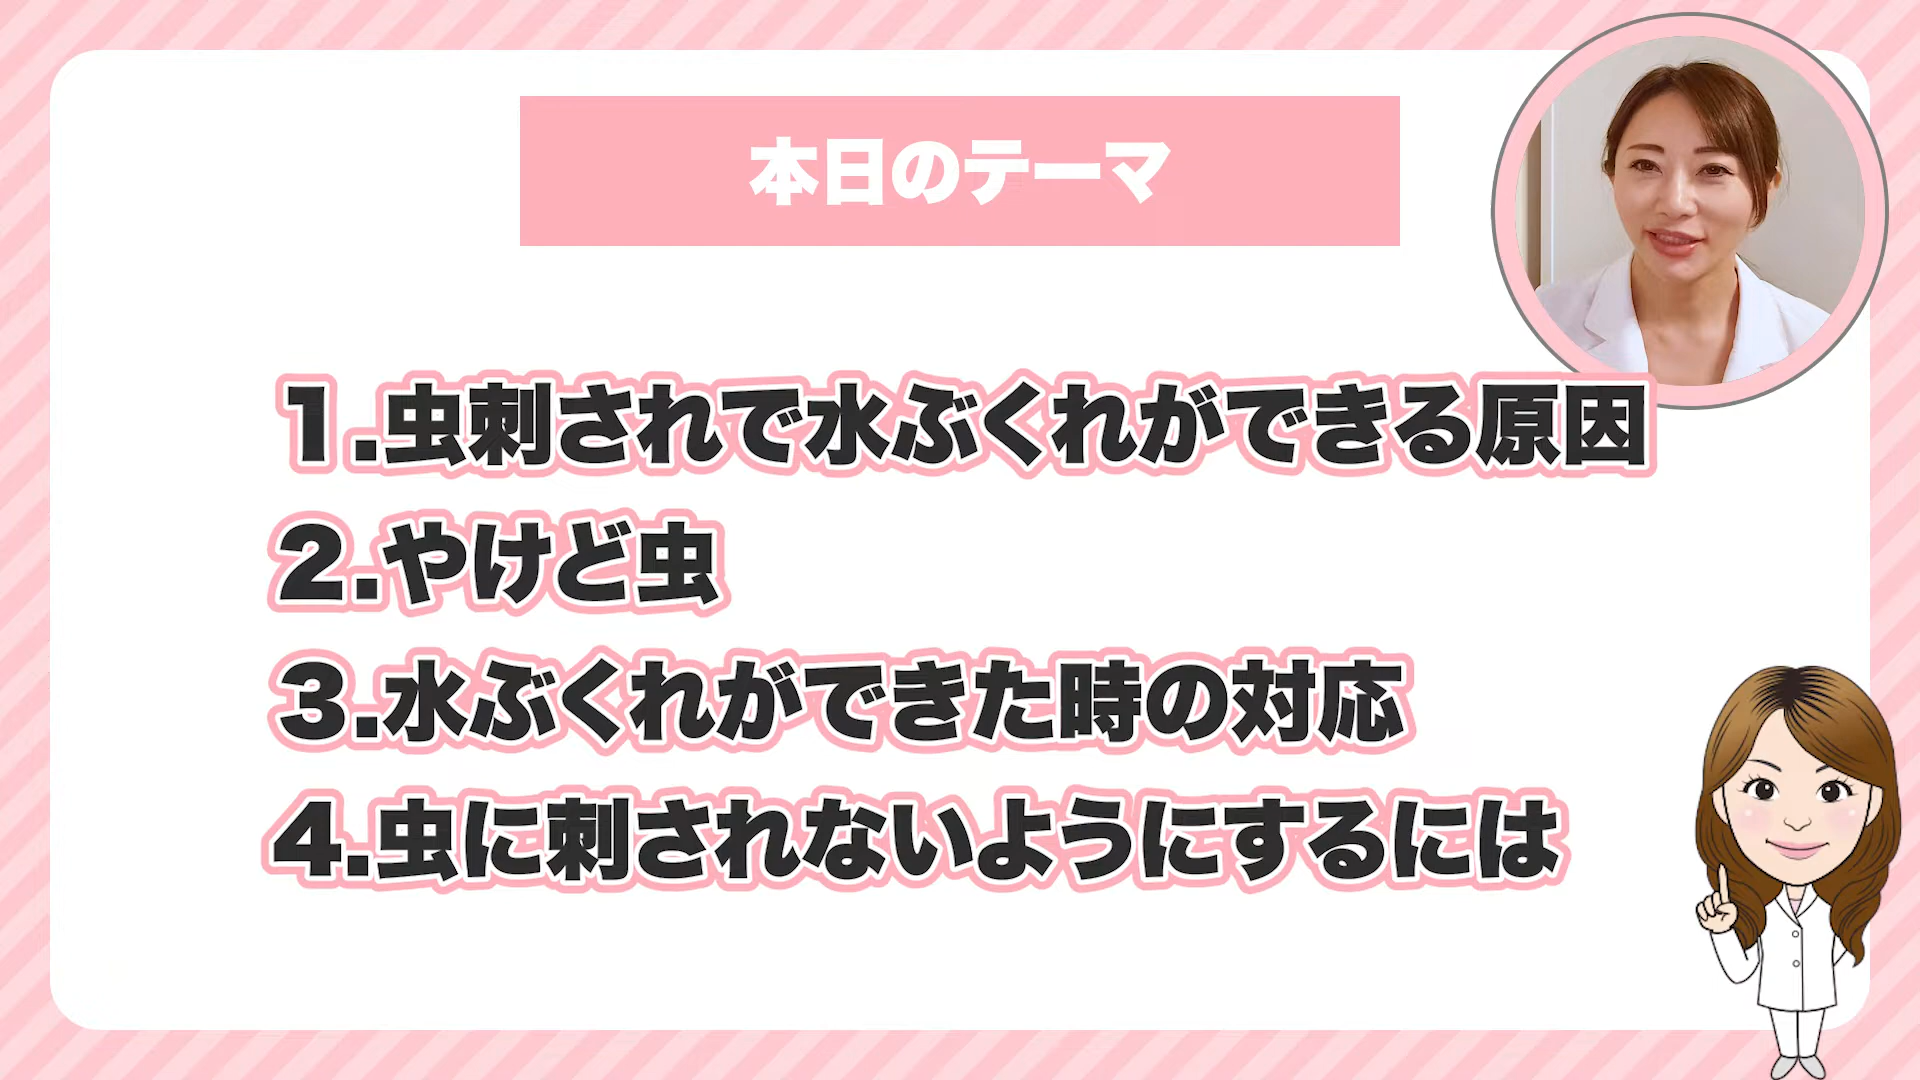 本日のテーマ
1.虫刺されで水ぶくれができる原因
2.やけど虫
3.水ぶくれができた時の対応
4.虫に刺されないようにするには